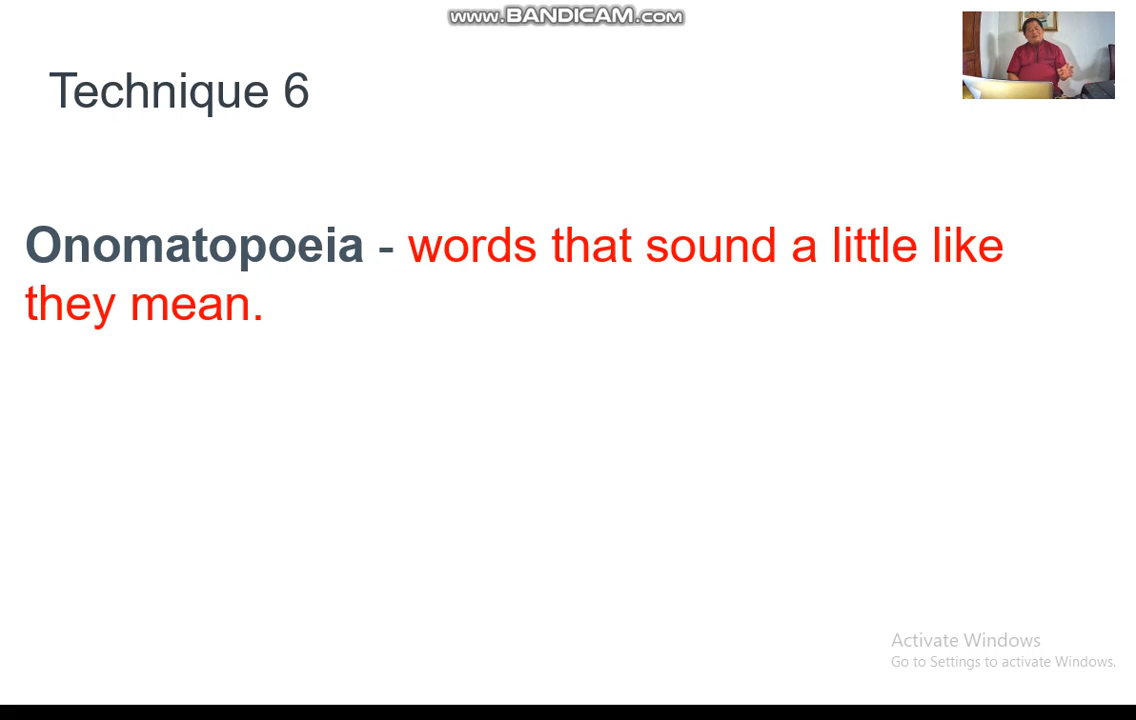 www.BANDICAM.com
Technique 6
Onomatopoeia - words that sound a little like
they mean.
Activate Windows
Go to Settings to activate Windows.